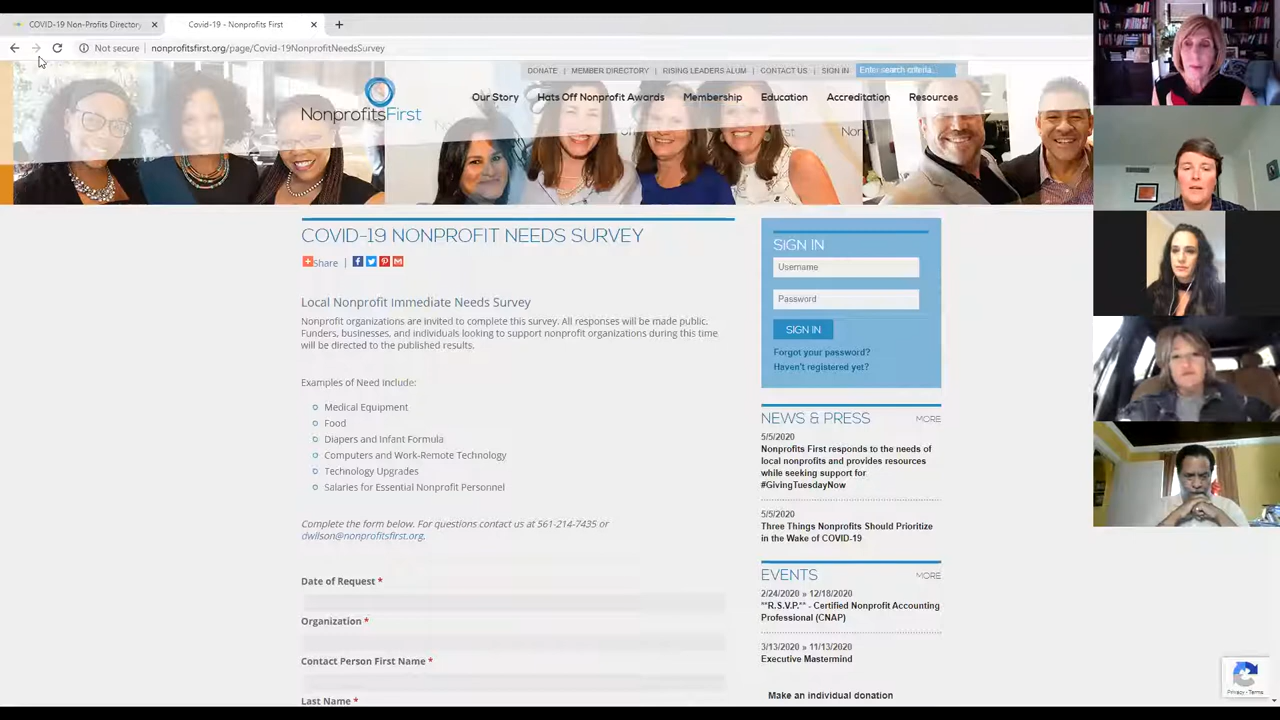 COVID-19 Non-Profits Directory
Covid-19 - Nonprofits First
Not secure
nonprofitsfirst.org/page/Covid-19NonprofitNeedsSurvey
DONATE | MEMBER DIRECTORY | RISING LEADERS ALUM | CONTACT US | SIGN IN
Enter search criteria...
NonprofitsFirst
Our Story Hats Off Nonprofit Awards Membership Education Accreditation Resources
COVID-19 NONPROFIT NEEDS SURVEY
Share |
Local Nonprofit Immediate Needs Survey
Nonprofit organizations are invited to complete this survey. All responses will be made public.
Funders, businesses, and individuals looking to support nonprofit organizations during this time
will be directed to the published results.
Examples of Need Include:
Medical Equipment
Food
Diapers and Infant Formula
Computers and Work-Remote Technology
Technology Upgrades
Salaries for Essential Nonprofit Personnel
Complete the form below. For questions contact us at 561-214-7435 or
dwilson@nonprofitsfirst.org.
Date of Request *
Organization *
Contact Person First Name *
Last Name *
SIGN IN
Username
Password
SIGN IN
Forgot your password?
Haven't registered yet?
NEWS & PRESS MORE
5/5/2020
Nonprofits First responds to the needs of
local nonprofits and provides resources
while seeking support for
#GivingTuesdayNow
5/5/2020
Three Things Nonprofits Should Prioritize
in the Wake of COVID-19
EVENTS MORE
2/24/2020 » 12/18/2020
**R.S.V.P.** - Certified Nonprofit Accounting
Professional (CNAP)
3/13/2020 » 11/13/2020
Executive Mastermind
Make an individual donation
Privacy - Terms